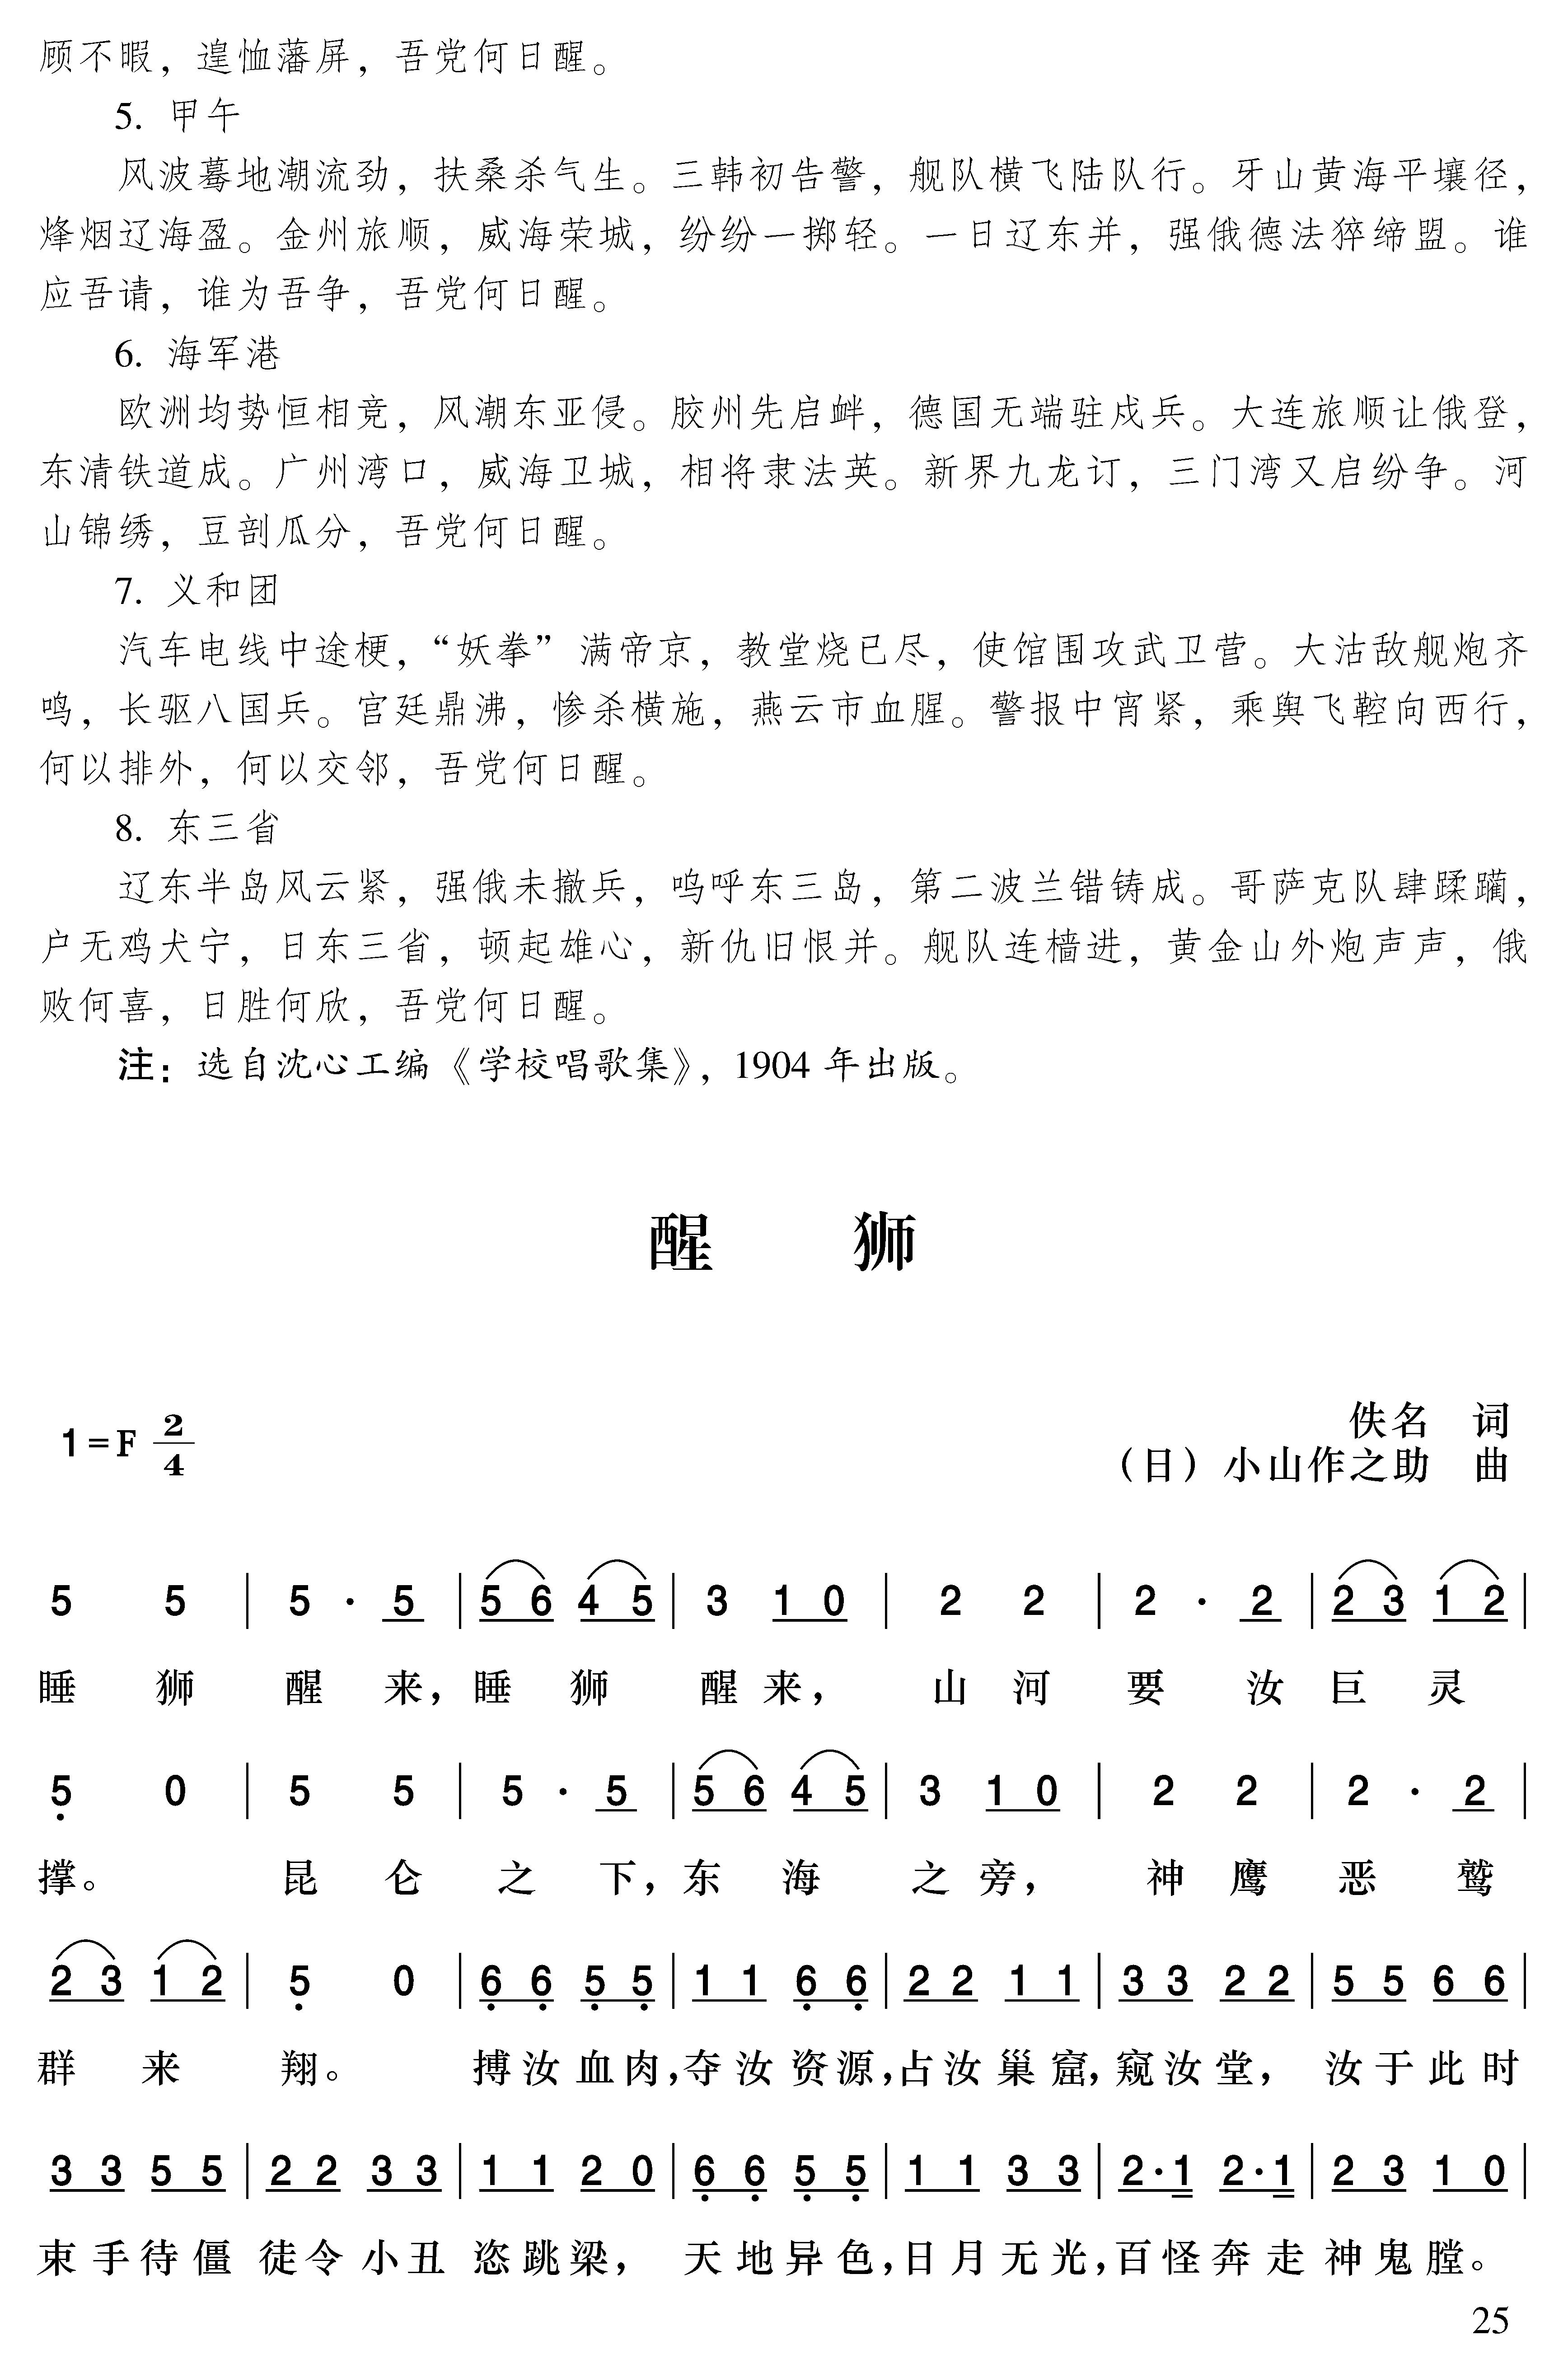 顾不暇，遑恤藩屏，吾党何日醒。
5. 甲午
风波蓦地潮流劲，扶桑杀气生。三韩初告警，舰队横飞陆队行。牙山黄海平壤径，
烽烟辽海盈。金州旅顺，威海荣城，纷纷一掷轻。一日辽东并，强俄德法猝缔盟。谁
应吾请，谁为吾争，吾党何日醒。
6. 海军港
欧洲均势恒相竞，风潮东亚侵。胶州先启衅，德国无端驻戍兵。大连旅顺让俄登，
东清铁道成。广州湾口，威海卫城，相将隶法英。新界九龙订，三门湾又启纷争。河
山锦绣，豆剖瓜分，吾党何日醒。
7. 义和团
汽车电线中途梗，“妖拳”满帝京，教堂烧已尽，使馆围攻武卫营。大沽敌舰炮齐
鸣，长驱八国兵。宫廷鼎沸，惨杀横施，燕云市血腥。警报中宵紧，乘舆飞鞚向西行，
何以排外，何以交邻，吾党何日醒。
8. 东三省
辽东半岛风云紧，强俄未撤兵，呜呼东三岛，第二波兰错铸成。哥萨克队肆蹂躏，
户无鸡犬宁，日东三省，顿起雄心，新仇旧恨并。舰队连樯进，黄金山外炮声声，俄
败何喜，日胜何欣，吾党何日醒。
注：选自沈心工编《学校唱歌集》，1904 年出版。
醒 狮
佚名 词
1=F 2/4
（日）小山作之助 曲
5 5 | 5 · 5 | 5 6 4 5 | 3 1 0 | 2 2 | 2 · 2 | 2 3 1 2 |
睡 狮 醒 来，睡 狮 醒 来， 山 河 要 汝 巨 灵
5 0 | 5 5 | 5 · 5 | 5 6 4 5 | 3 1 0 | 2 2 | 2 · 2 |
撑。 昆 仑 之 下，东 海 之 旁， 神 鹰 恶 鹫
2 3 1 2 | 5 0 | 6 6 5 5 | 1 1 6 6 | 2 2 1 1 | 3 3 2 2 | 5 5 6 6 |
群 来 翔。 搏 汝 血 肉，夺 汝 资 源，占 汝 巢 窟，窥 汝 堂， 汝 于 此 时
3 3 5 5 | 2 2 3 3 | 1 1 2 0 | 6 6 5 5 | 1 1 3 3 | 2·1 2·1 | 2 3 1 0 |
束 手 待 僵 徒 令 小 丑 恣 跳 梁， 天 地 异 色，日 月 无 光，百 怪 奔 走 神 鬼 膛。
25